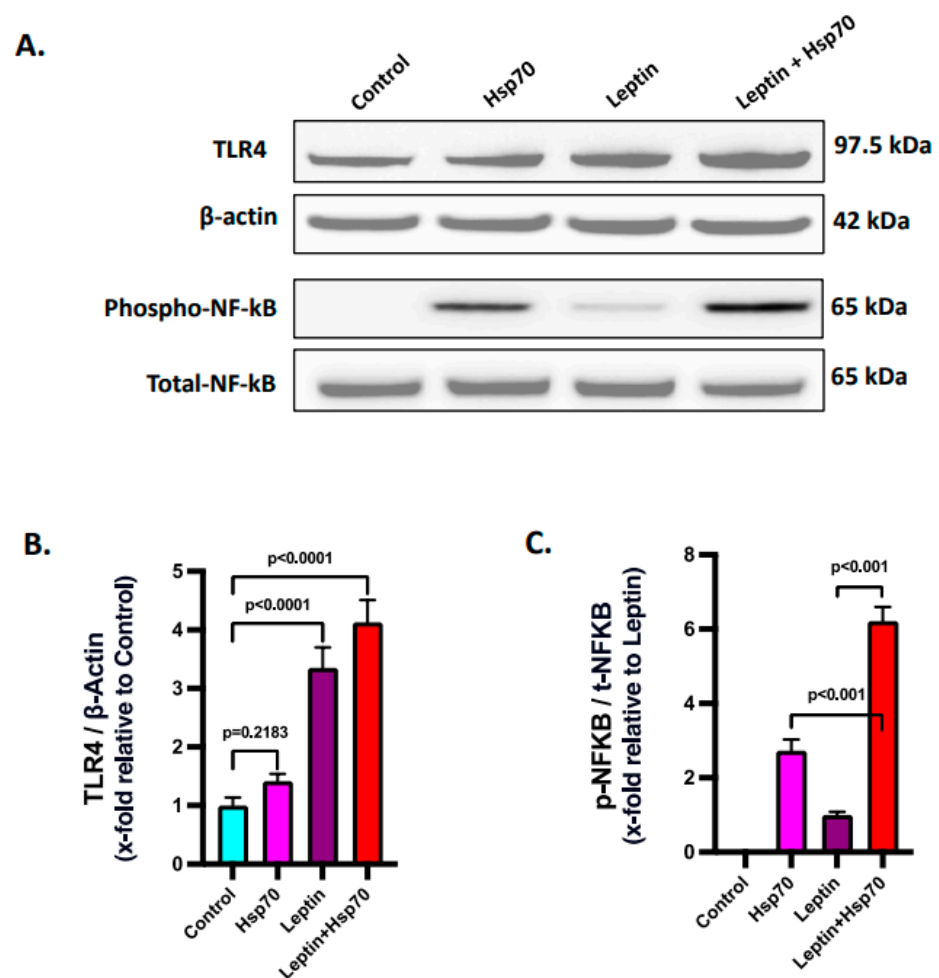 A.
Control
Hsp70
Leptin
Leptin + Hsp70
TLR4
97.5 kDa
β-actin
42 kDa
Phospho-NF-kB
65 kDa
Total-NF-kB
65 kDa
B.
TLR4 / β-Actin
(x-fold relative to Control)
5
4
3
2
1
0
p<0.0001
p<0.0001
p=0.2183
Control
Hsp70
Leptin
Leptin+Hsp70
C.
p-NFKB / t-NFKB
(x-fold relative to Leptin)
8
6
4
2
0
p<0.001
p<0.001
Control
Hsp70
Leptin
Leptin+Hsp70